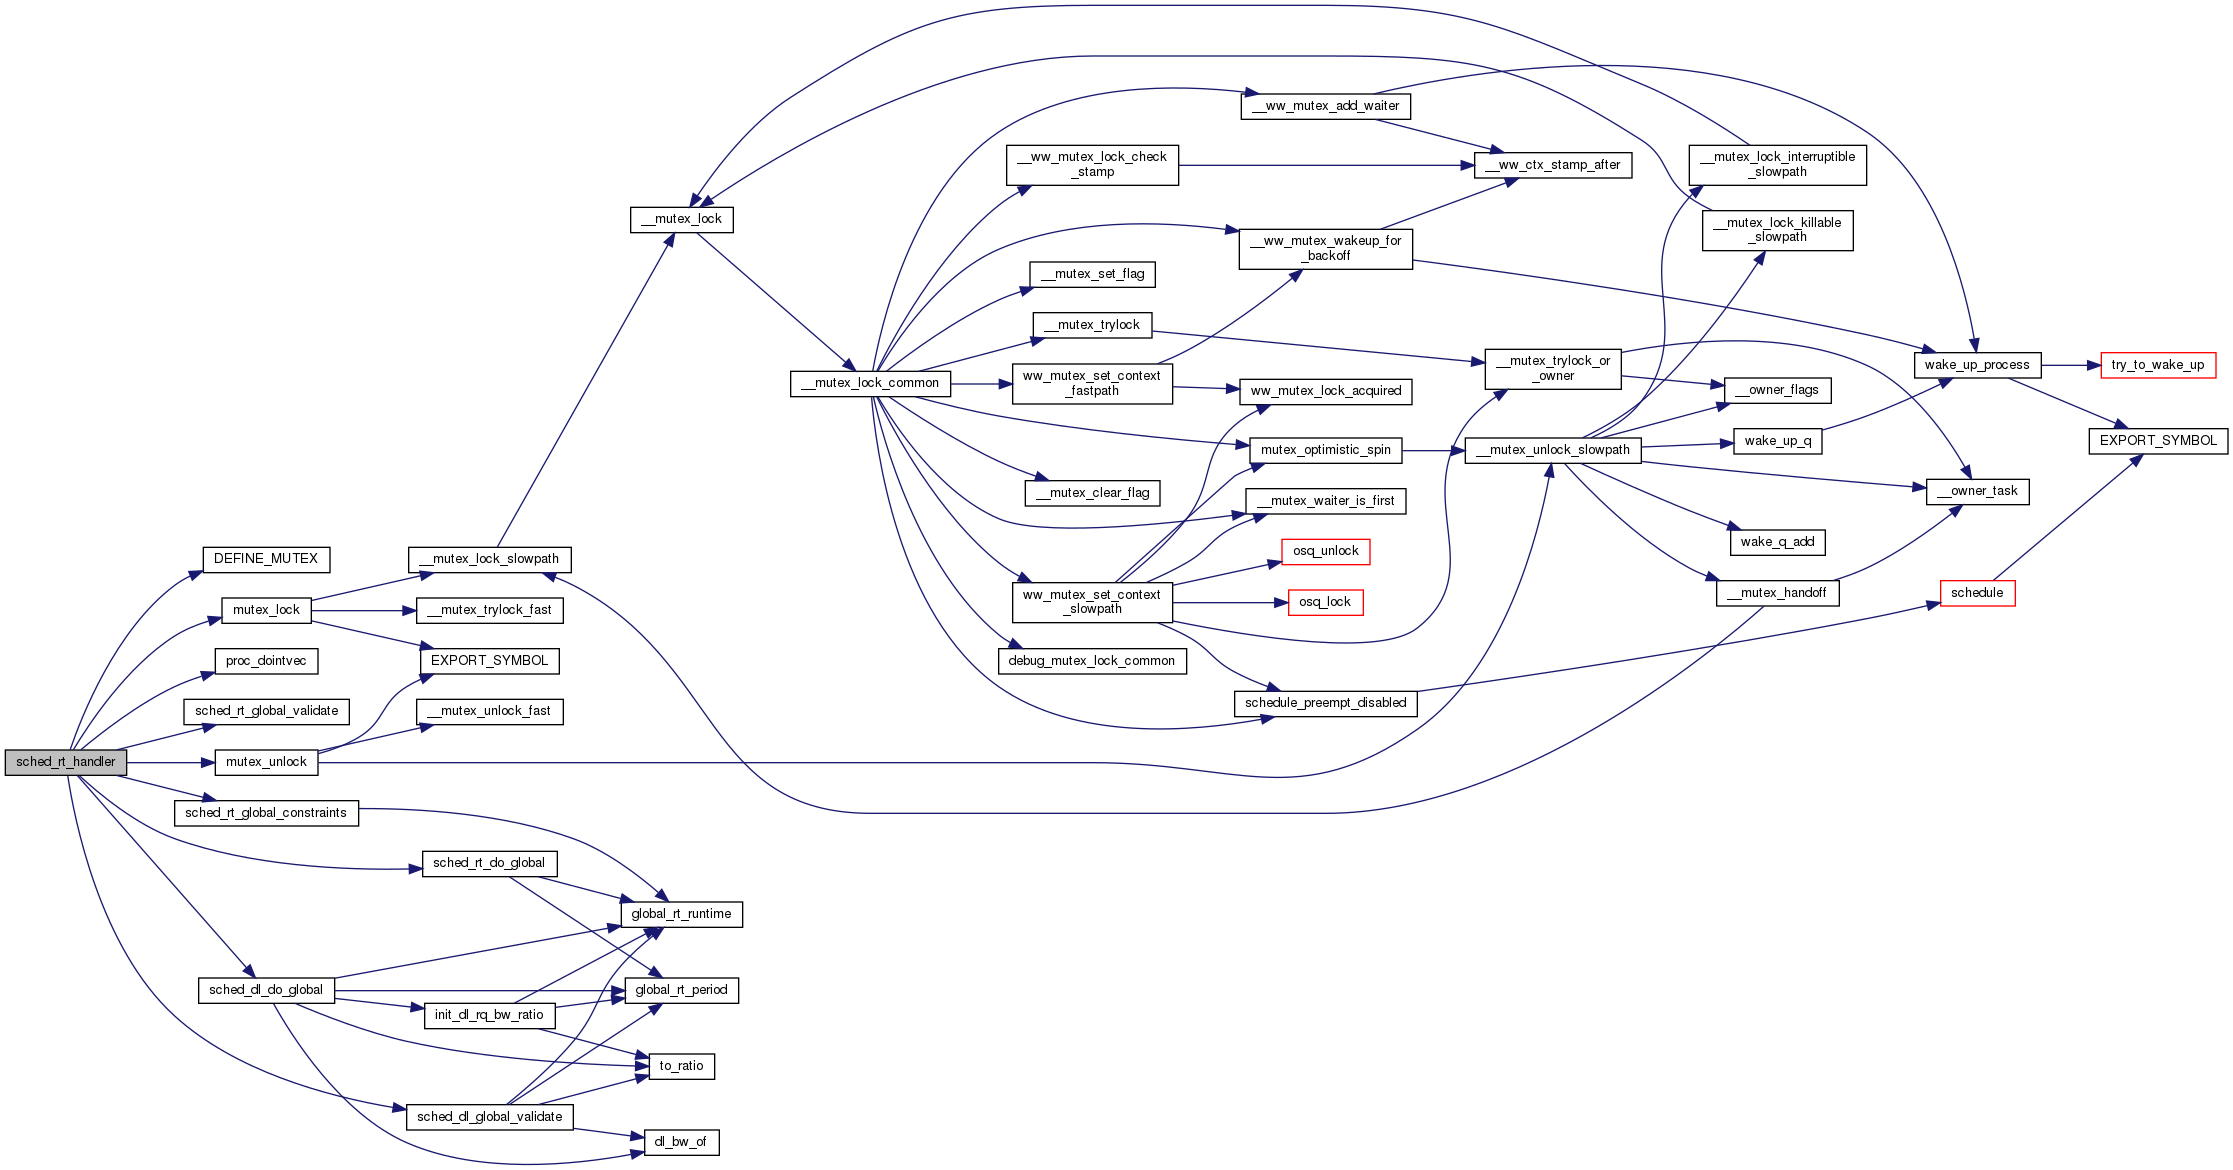 __ww_mutex_add_waiter
__ww_mutex_lock_check
_stamp
__ww_ctx_stamp_after
__mutex_lock_interruptible
_slowpath
__mutex_lock
__mutex_lock_killable
_slowpath
__ww_mutex_wakeup_for
_backoff
__mutex_set_flag
__mutex_trylock
__mutex_trylock_or
_owner
wake_up_process
try_to_wake_up
__mutex_lock_common
ww_mutex_set_context
_fastpath
ww_mutex_lock_acquired
__owner_flags
mutex_optimistic_spin
__mutex_unlock_slowpath
wake_up_q
EXPORT_SYMBOL
__mutex_clear_flag
__mutex_waiter_is_first
__owner_task
wake_q_add
DEFINE_MUTEX
__mutex_lock_slowpath
osq_unlock
mutex_lock
__mutex_trylock_fast
ww_mutex_set_context
_slowpath
osq_lock
__mutex_handoff
schedule
proc_dointvec
EXPORT_SYMBOL
debug_mutex_lock_common
sched_rt_global_validate
__mutex_unlock_fast
schedule_preempt_disabled
sched_rt_handler
mutex_unlock
sched_rt_global_constraints
sched_rt_do_global
global_rt_runtime
sched_dl_do_global
init_dl_rq_bw_ratio
global_rt_period
to_ratio
sched_dl_global_validate
dl_bw_of